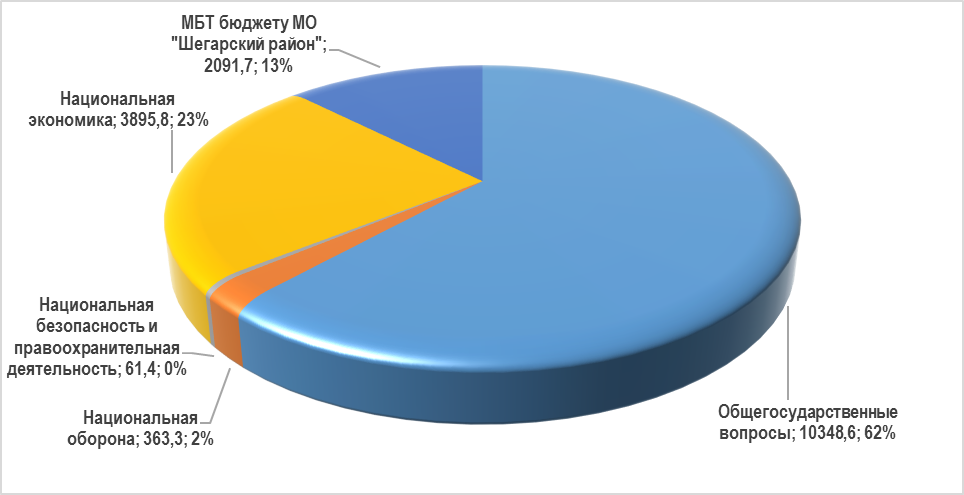 МБТ бюджету МО
"Шегарский район";
2091,7; 13%
Национальная
экономика; 3895,8; 23%
Национальная
безопасность и
правоохранительная
деятельность; 61,4; 0%
Национальная
оборона; 363,3; 2%
Общегосударственные
вопросы; 10348,6; 62%